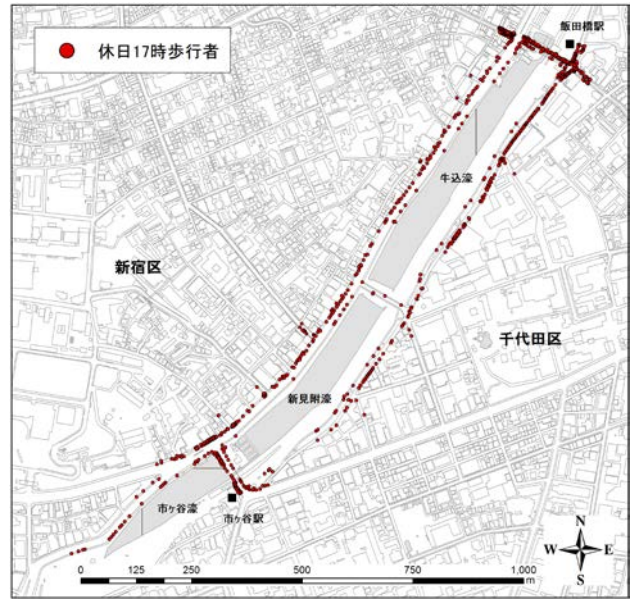 休日17時歩行者
飯田橋駅
牛込濠
新宿区
千代田区
新見附濠
市ヶ谷濠
市ヶ谷駅
N
W E
S
0 125 250 500 750 1,000
m